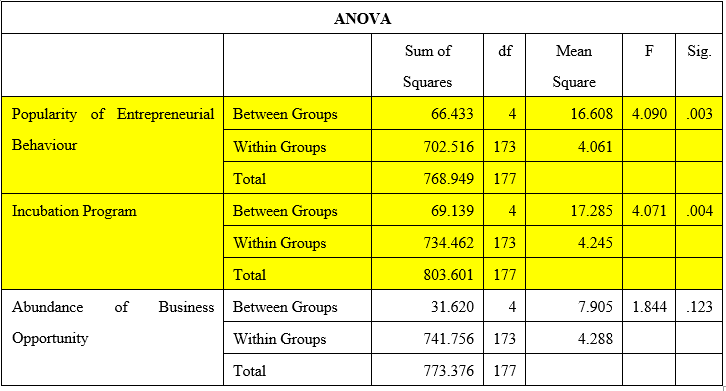 ANOVA
Sum of Squares df Mean Square F Sig.
Popularity of Entrepreneurial Behaviour Between Groups 66.433 4 16.608 4.090 .003
Within Groups 702.516 173 4.061
Total 768.949 177
Incubation Program Between Groups 69.139 4 17.285 4.071 .004
Within Groups 734.462 173 4.245
Total 803.601 177
Abundance of Business Opportunity Between Groups 31.620 4 7.905 1.844 .123
Within Groups 741.756 173 4.288
Total 773.376 177